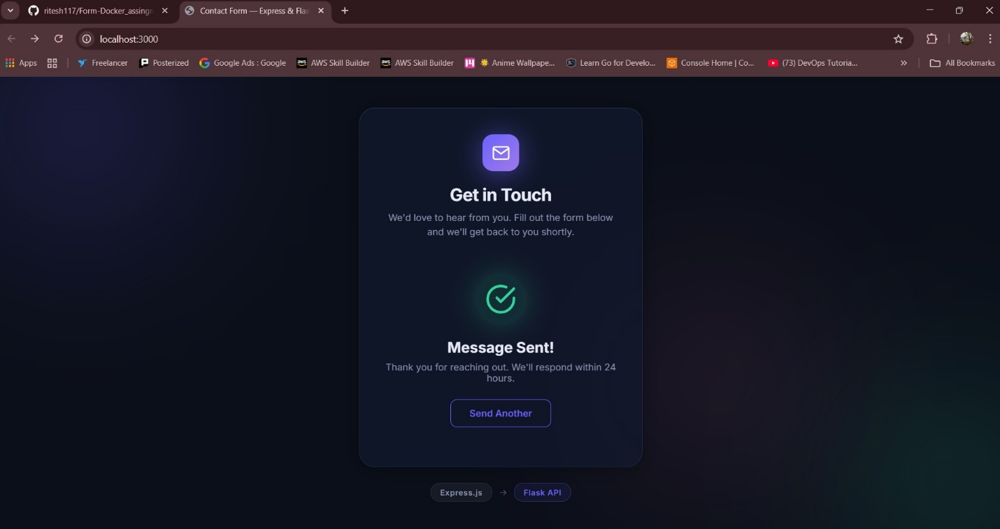 ritesh117/Form-Docker_assingn
Contact Form — Express & Flas
localhost:3000
Apps
Freelancer
Posterized
Google Ads : Google
AWS Skill Builder
AWS Skill Builder
Anime Wallpape...
Learn Go for Develo...
Console Home | Co...
(73) DevOps Tutoria...
All Bookmarks
Get in Touch
We'd love to hear from you. Fill out the form below
and we'll get back to you shortly.
Message Sent!
Thank you for reaching out. We'll respond within 24
hours.
Send Another
Express.js → Flask API